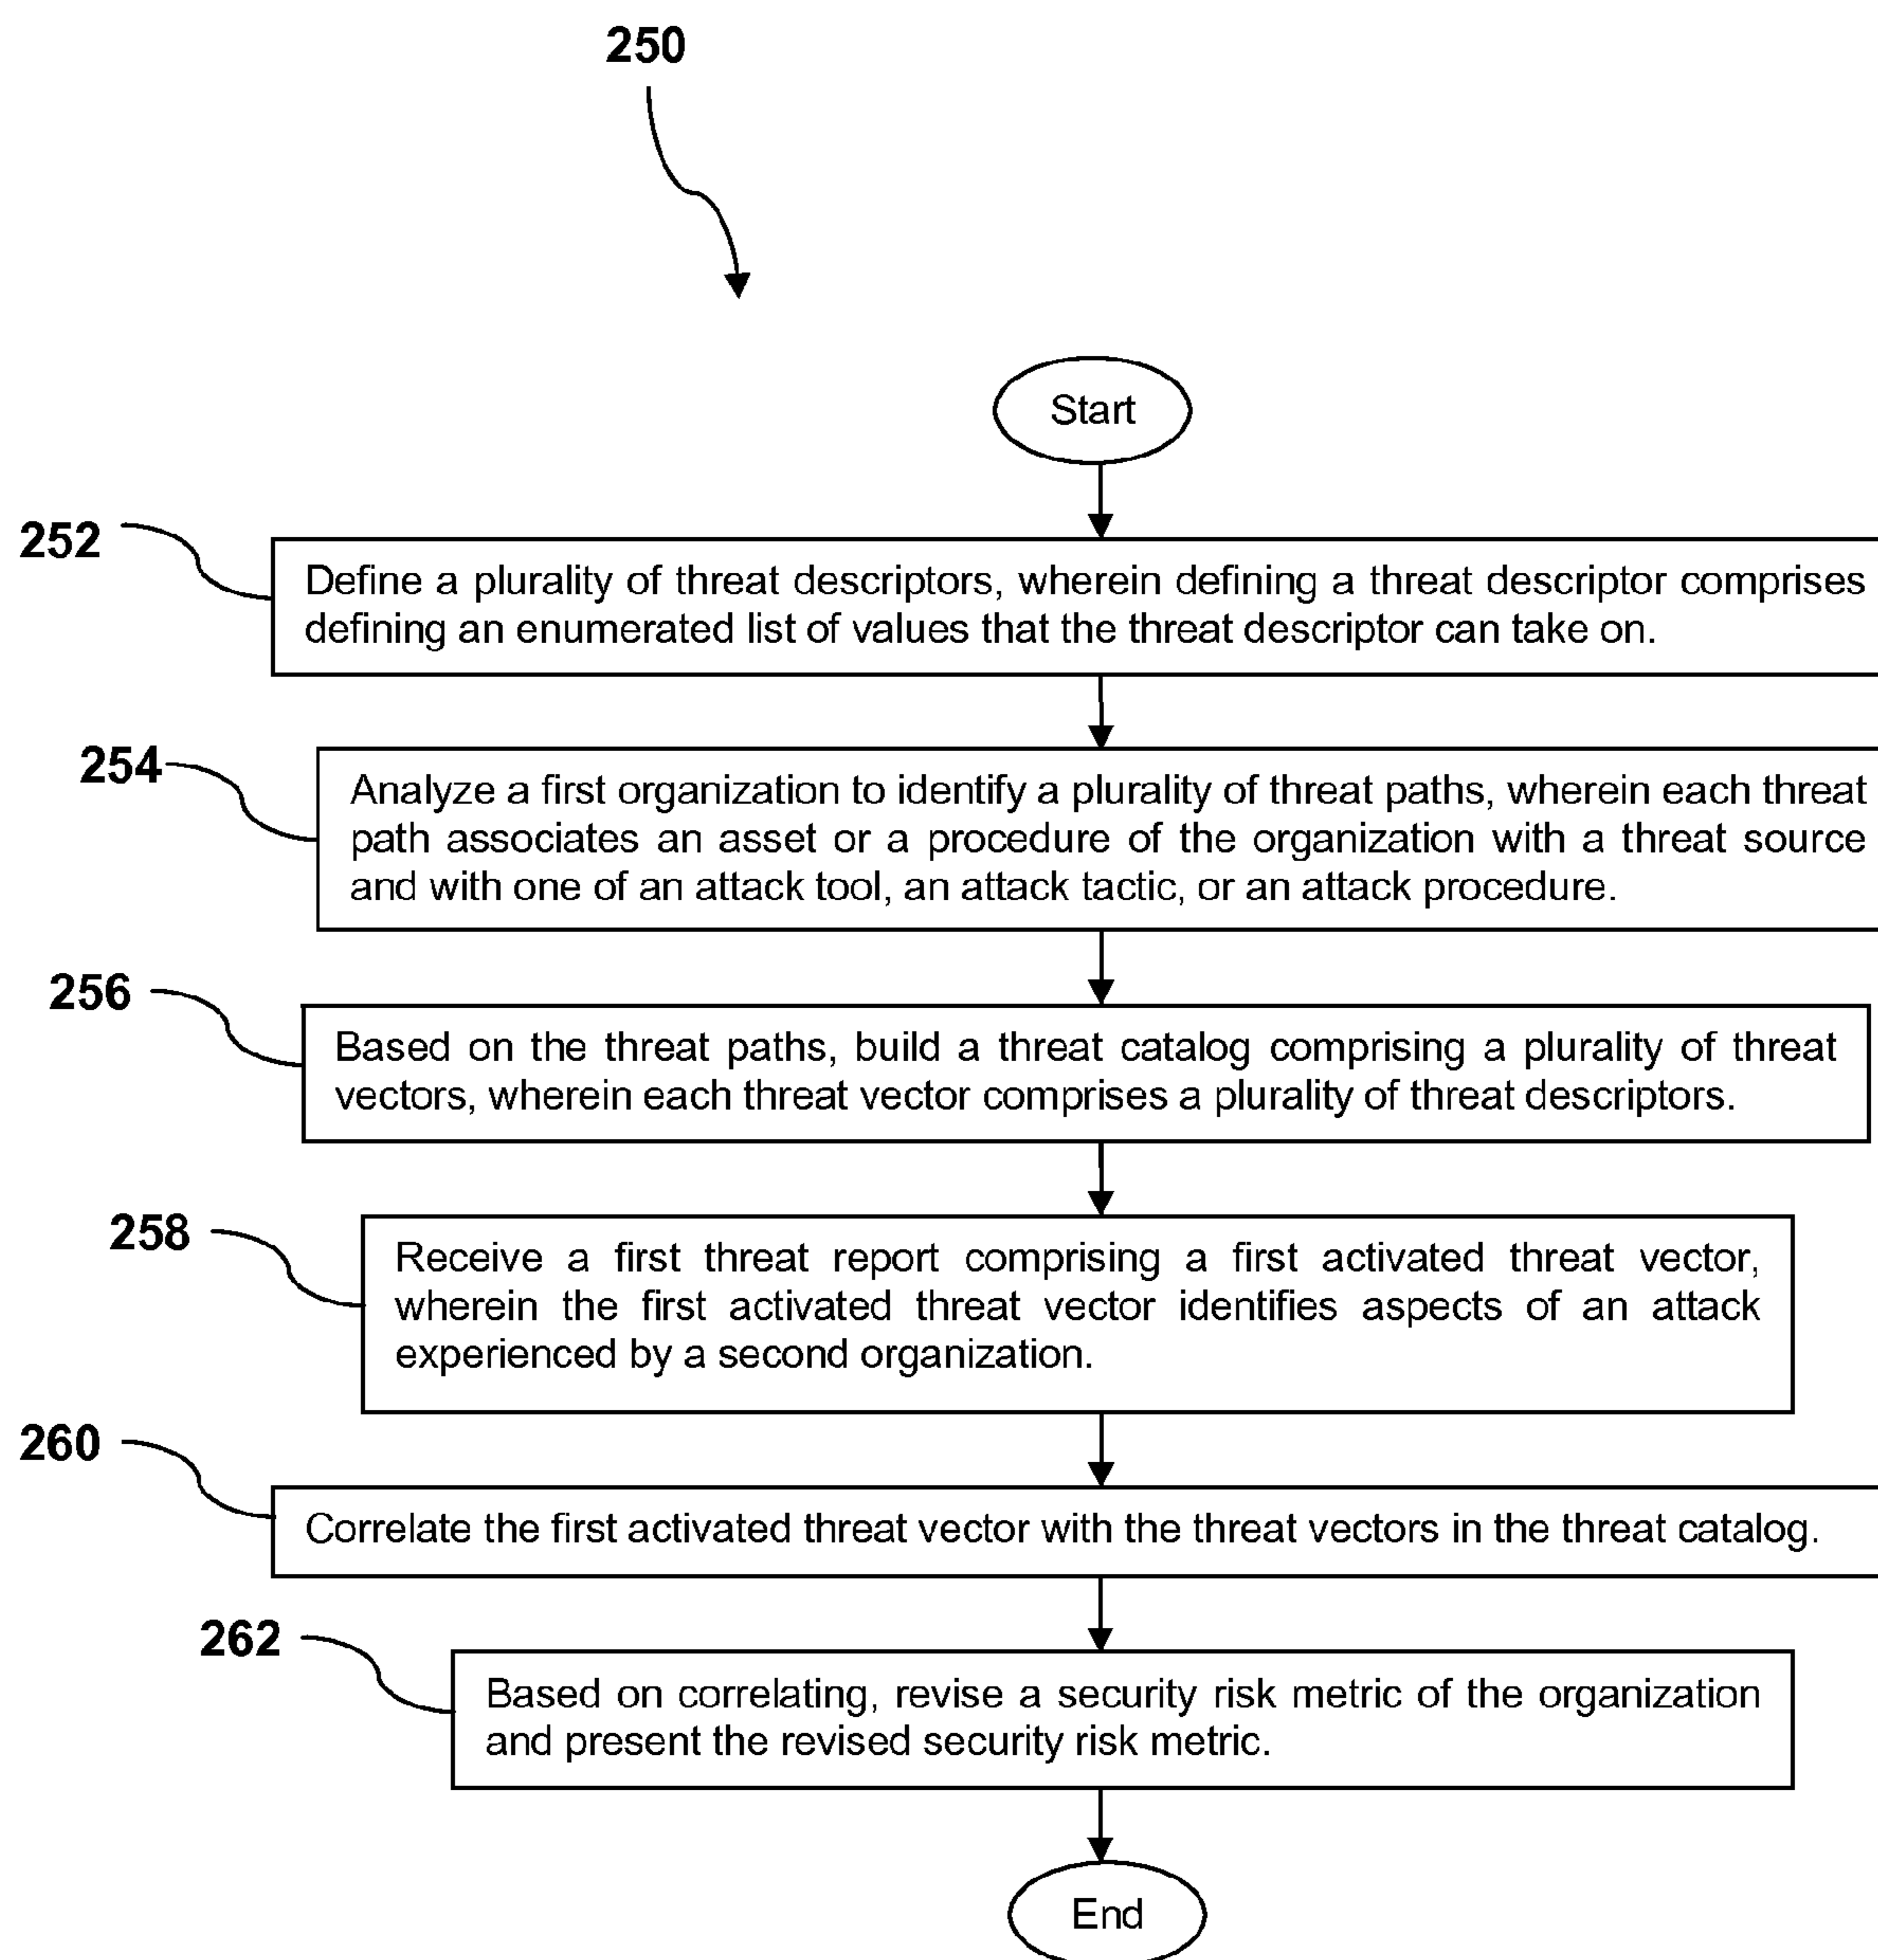 250
Start
252
Define a plurality of threat descriptors, wherein defining a threat descriptor comprises
defining an enumerated list of values that the threat descriptor can take on.
254
Analyze a first organization to identify a plurality of threat paths, wherein each threat
path associates an asset or a procedure of the organization with a threat source
and with one of an attack tool, an attack tactic, or an attack procedure.
256
Based on the threat paths, build a threat catalog comprising a plurality of threat
vectors, wherein each threat vector comprises a plurality of threat descriptors.
258
Receive a first threat report comprising a first activated threat vector,
wherein the first activated threat vector identifies aspects of an attack
experienced by a second organization.
260
Correlate the first activated threat vector with the threat vectors in the threat catalog.
262
Based on correlating, revise a security risk metric of the organization
and present the revised security risk metric.
End